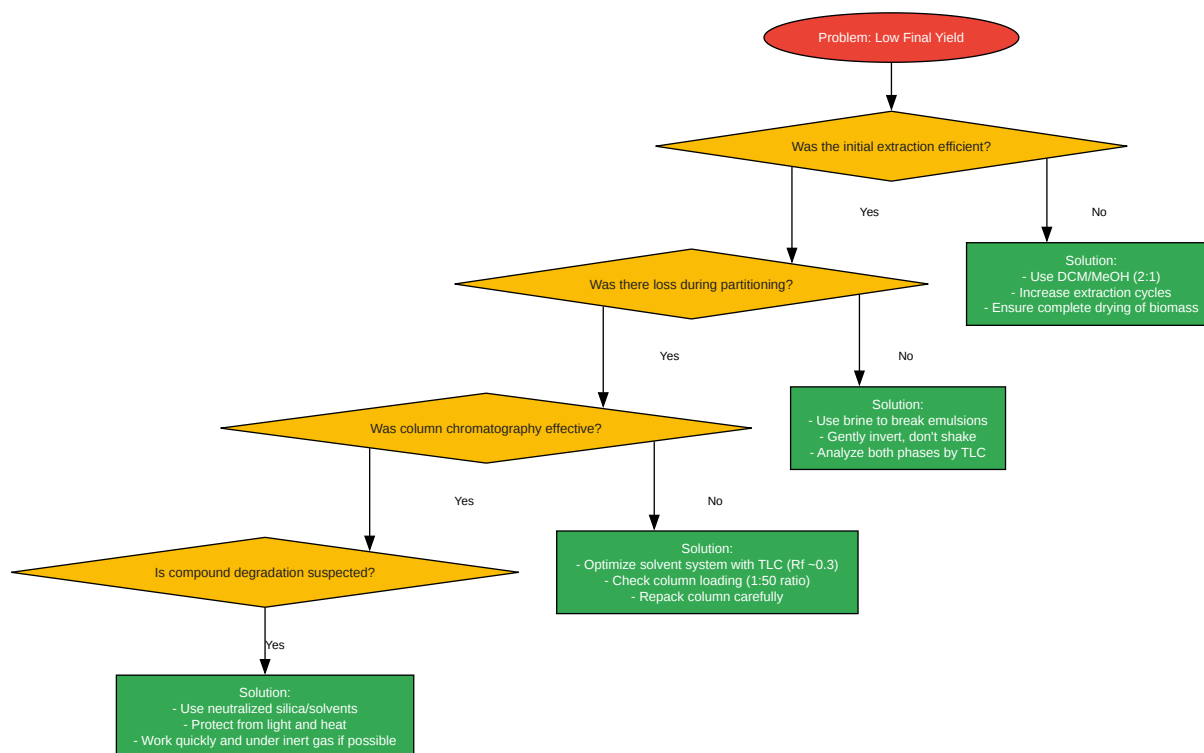 Problem: Low Final Yield
Was the initial extraction efficient?
Yes
No
Solution:
- Use DCM/MeOH (2:1)
- Increase extraction cycles
- Ensure complete drying of biomass
Was there loss during partitioning?
Yes
No
Solution:
- Use brine to break emulsions
- Gently invert, don't shake
- Analyze both phases by TLC
Was column chromatography effective?
Yes
No
Solution:
- Optimize solvent system with TLC (Rf ~0.3)
- Check column loading (1:50 ratio)
- Repack column carefully
Is compound degradation suspected?
Yes
Solution:
- Use neutralized silica/solvents
- Protect from light and heat
- Work quickly and under inert gas if possible